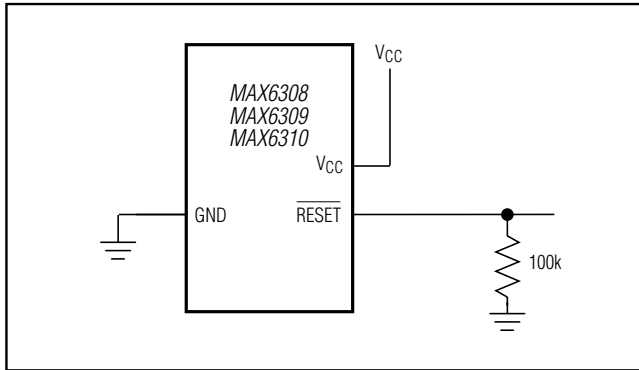 VCC
MAX6308
MAX6309
MAX6310
VCC
GND
RESET
100k